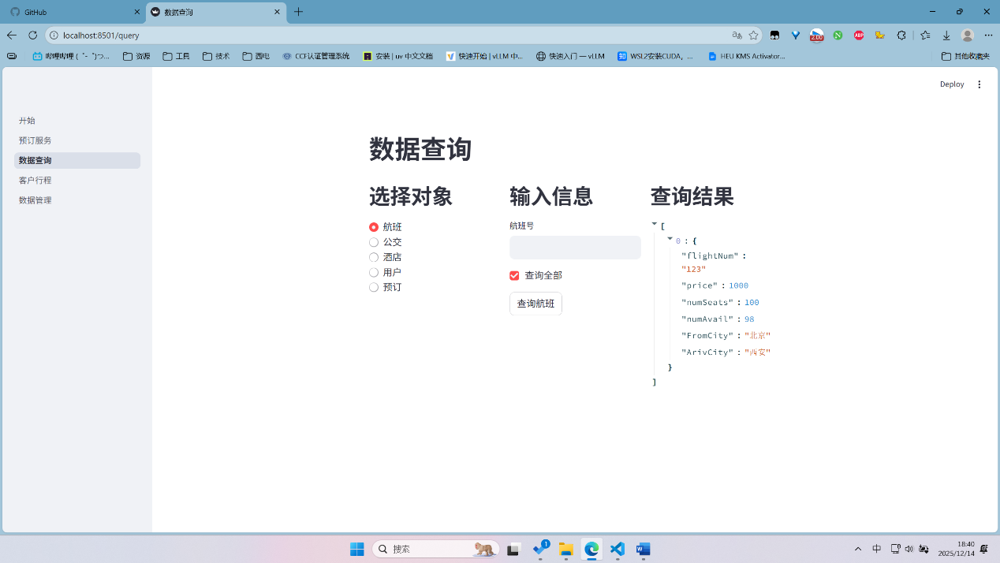 GitHub
数据查询
localhost:8501/query
2.00
ABP
资源
工具
技术
西电
CCF认证管理系统
安装 | uv 中文文档
快速开始 | vLLM 中...
快速入门 — vLLM
知
WSL2安装CUDA, ...
HEU KMS Activator...
其他收藏夹
Deploy
开始
预订服务
数据查询
客户行程
数据管理
数据查询
选择对象
航班
公交
酒店
用户
预订
输入信息
航班号
查询全部
查询航班
查询结果
[
0 : {
"flightNum" :
"123"
"price" : 1000
"numSeats" : 100
"numAvail" : 98
"FromCity" : "北京"
"ArivCity" : "西安"
}
]
搜索
1
中
18:40
2025/12/14